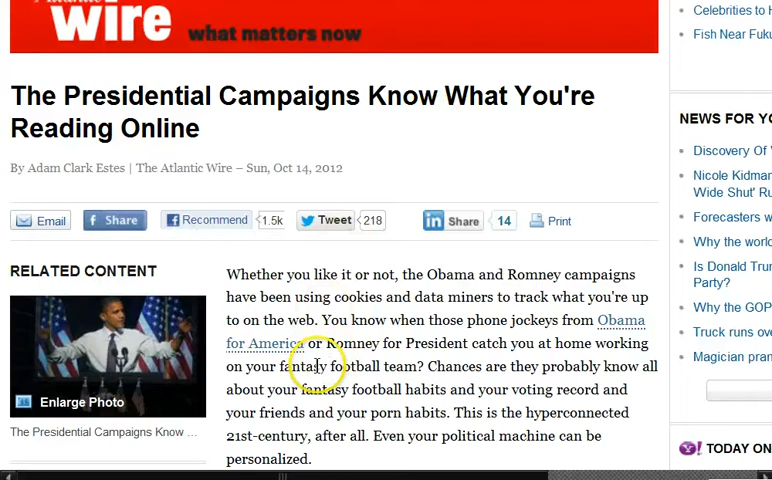 wire what matters now
The Presidential Campaigns Know What You're
Reading Online
By Adam Clark Estes | The Atlantic Wire – Sun, Oct 14, 2012
Email
Share
Recommend
1.5k
Tweet
218
Share
14
Print
RELATED CONTENT
Enlarge Photo
The Presidential Campaigns Know ...
Whether you like it or not, the Obama and Romney campaigns
have been using cookies and data miners to track what you're up
to on the web. You know when those phone jockeys from Obama
for America or Romney for President catch you at home working
on your fantasy football team? Chances are they probably know all
about your fantasy football habits and your voting record and
your friends and your porn habits. This is the hyperconnected
21st-century, after all. Even your political machine can be
personalized.
Celebrities to H
Fish Near Fuku
NEWS FOR YO
Discovery Of '
Nicole Kidman
Wide Shut' Ru
Forecasters w
Why the world
Is Donald Trum
Party?
Why the GOP
Truck runs ove
Magician pran
Y! TODAY ON